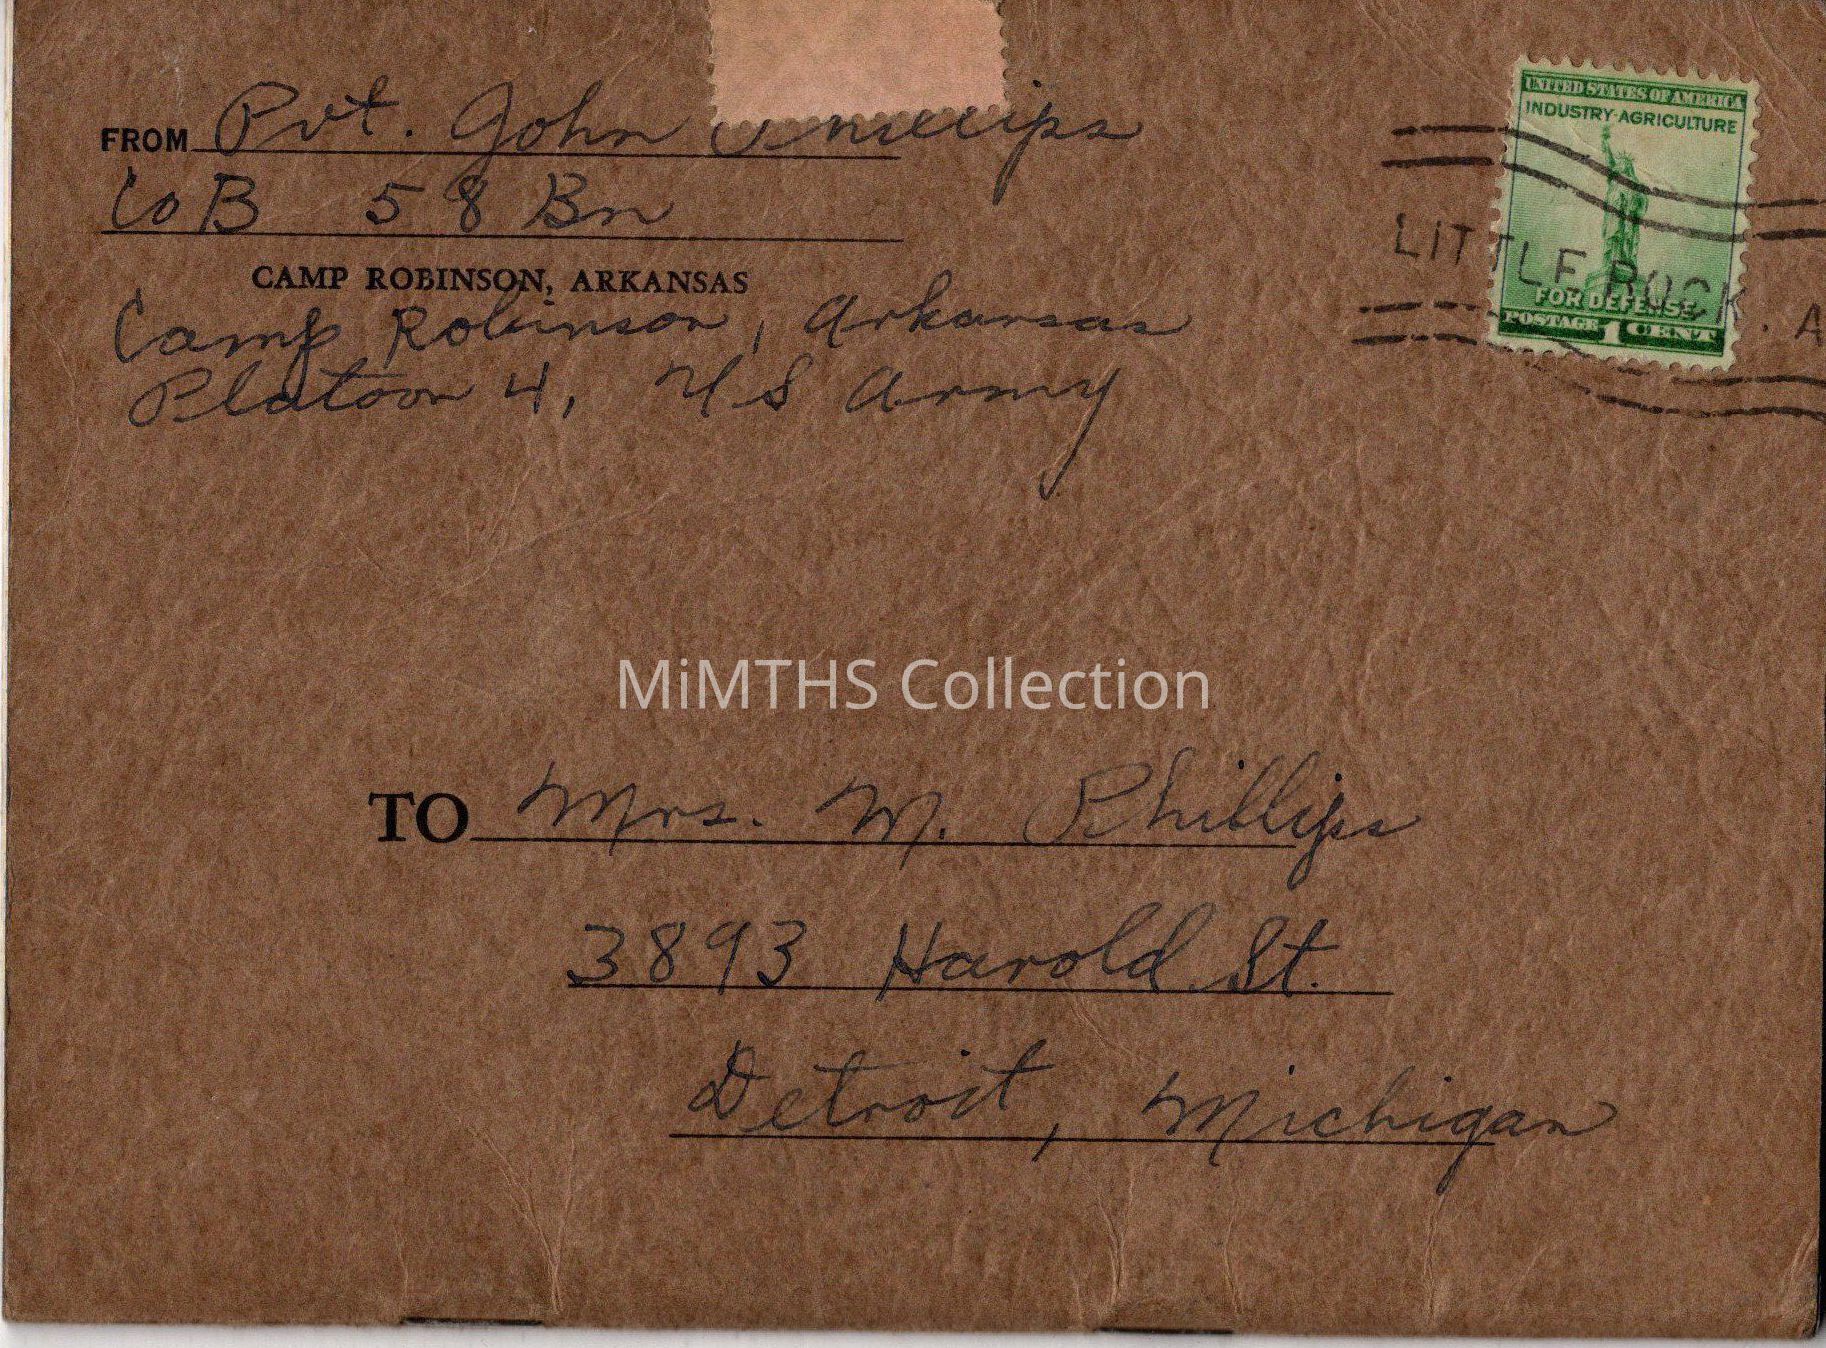 FROM Pvt. John Phillips
Co B 58 Bn
CAMP ROBINSON, ARKANSAS
Camp Robinson, Arkansas
Platoon 4, US Army
UNITED STATES OF AMERICA
INDUSTRY·AGRICULTURE
FOR DEFENSE
POSTAGE 1 CENT
LITTLE ROCK. A
MiMTHS Collection
TO Mrs. M. Phillips
3893 Harold St.
Detroit, Michigan